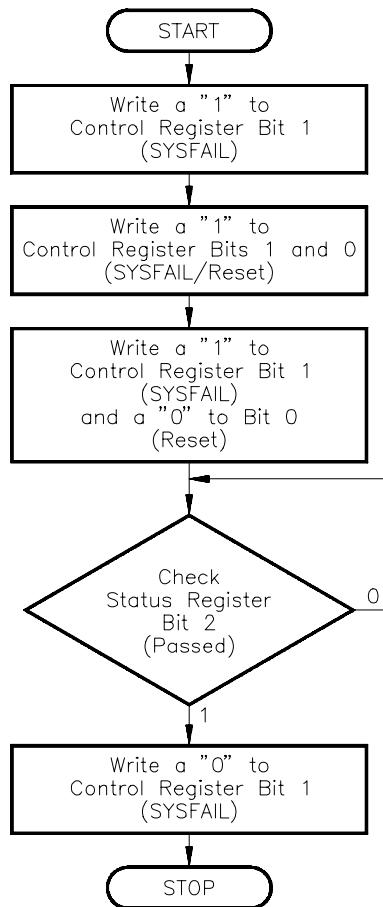 START
Write a "1" to
Control Register Bit 1
(SYSFAIL)
Write a "1" to
Control Register Bits 1 and 0
(SYSFAIL/Reset)
Write a "1" to
Control Register Bit 1
(SYSFAIL)
and a "0" to Bit 0
(Reset)
Check
Status Register
Bit 2
(Passed)
0
1
Write a "0" to
Control Register Bit 1
(SYSFAIL)
STOP